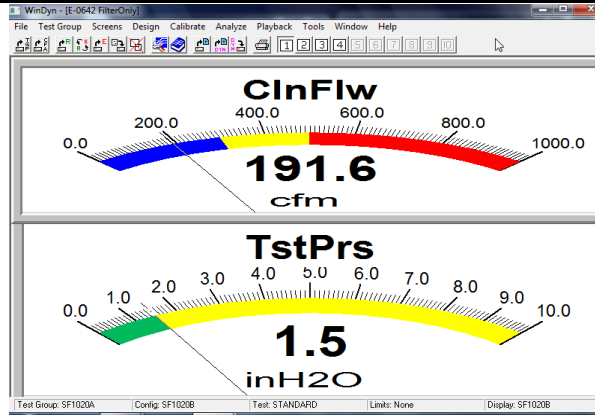 WinDyn - [E-0642 FilterOnly]
File Test Group Screens Design Calibrate Analyze Playback Tools Window Help
1 2 3 4 5 6 7 8 9 10
ClnFlw
0.0 200.0 400.0 600.0 800.0 1000.0
191.6
cfm
TstPrs
0.0 1.0 2.0 3.0 4.0 5.0 6.0 7.0 8.0 9.0 10.0
1.5
inH2O
Test Group: SF1020A Config: SF1020B Test: STANDARD Limits: None Display: SF1020B